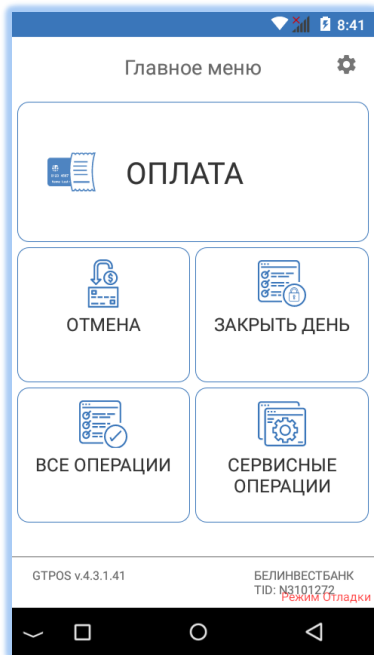 8:41
Главное меню
ОПЛАТА
ОТМЕНА
ЗАКРЫТЬ ДЕНЬ
ВСЕ ОПЕРАЦИИ
СЕРВИСНЫЕ
ОПЕРАЦИИ
GTPOS v.4.3.1.41
БЕЛИНВЕСТБАНК
TID: N3101272
Режим Отладки